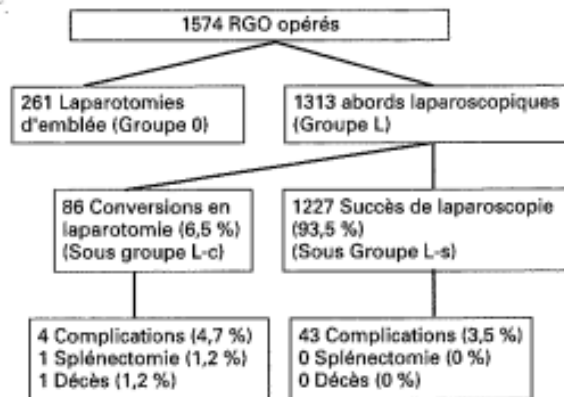 1574 RGO opérés
261 Laparotomies
d'emblée (Groupe 0)
1313 abords laparoscopiques
(Groupe L)
86 Conversions en
laparotomie (6,5 %)
(Sous groupe L-c)
1227 Succès de laparoscopie
(93,5 %)
(Sous Groupe L-s)
4 Complications (4,7 %)
1 Splénectomie (1,2 %)
1 Décès (1,2 %)
43 Complications (3,5 %)
0 Splénectomie (0 %)
0 Décès (0 %)